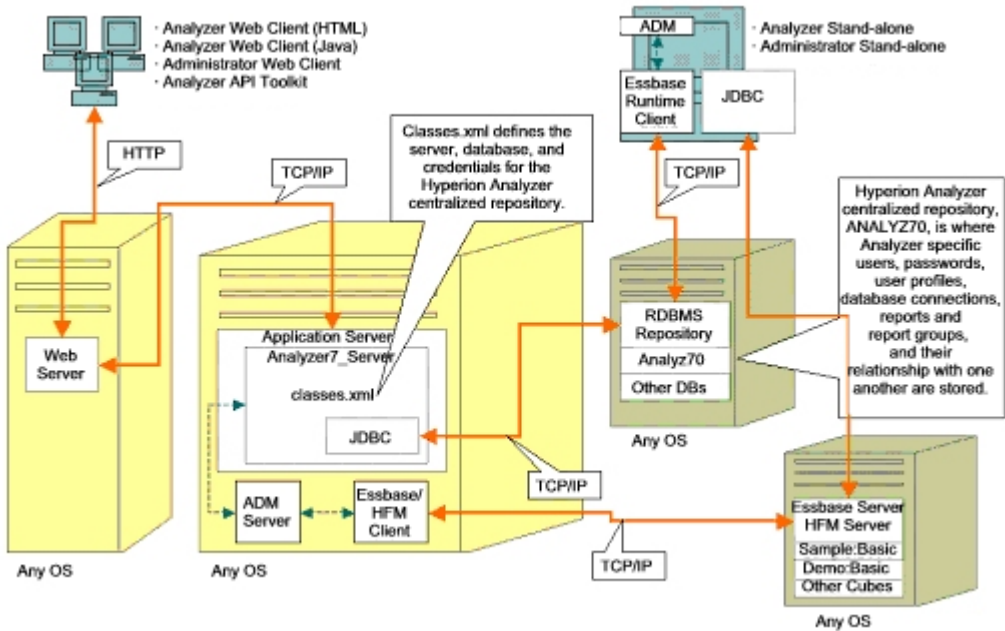 · Analyzer Web Client (HTML)
· Analyzer Web Client (Java)
· Administrator Web Client
· Analyzer API Toolkit
ADM
· Analyzer Stand-alone
· Administrator Stand-alone
Essbase
Runtime
Client
JDBC
HTTP
TCP/IP
Classes.xml defines the
server, database, and
credentials for the
Hyperion Analyzer
centralized repository.
TCP/IP
Hyperion Analyzer
centralized repository,
ANALYZ70, is where
Analyzer specific
users, passwords,
user profiles,
database connections,
reports and
report groups,
and their
relationship with one
another are stored.
Web
Server
Application Server
Analyzer7_Server
classes.xml
JDBC
RDBMS
Repository
Analyz70
Other DBs
Any OS
TCP/IP
ADM
Server
Essbase/
HFM
Client
Essbase Server
HFM Server
Sample:Basic
Demo:Basic
Other Cubes
TCP/IP
Any OS
Any OS
Any OS